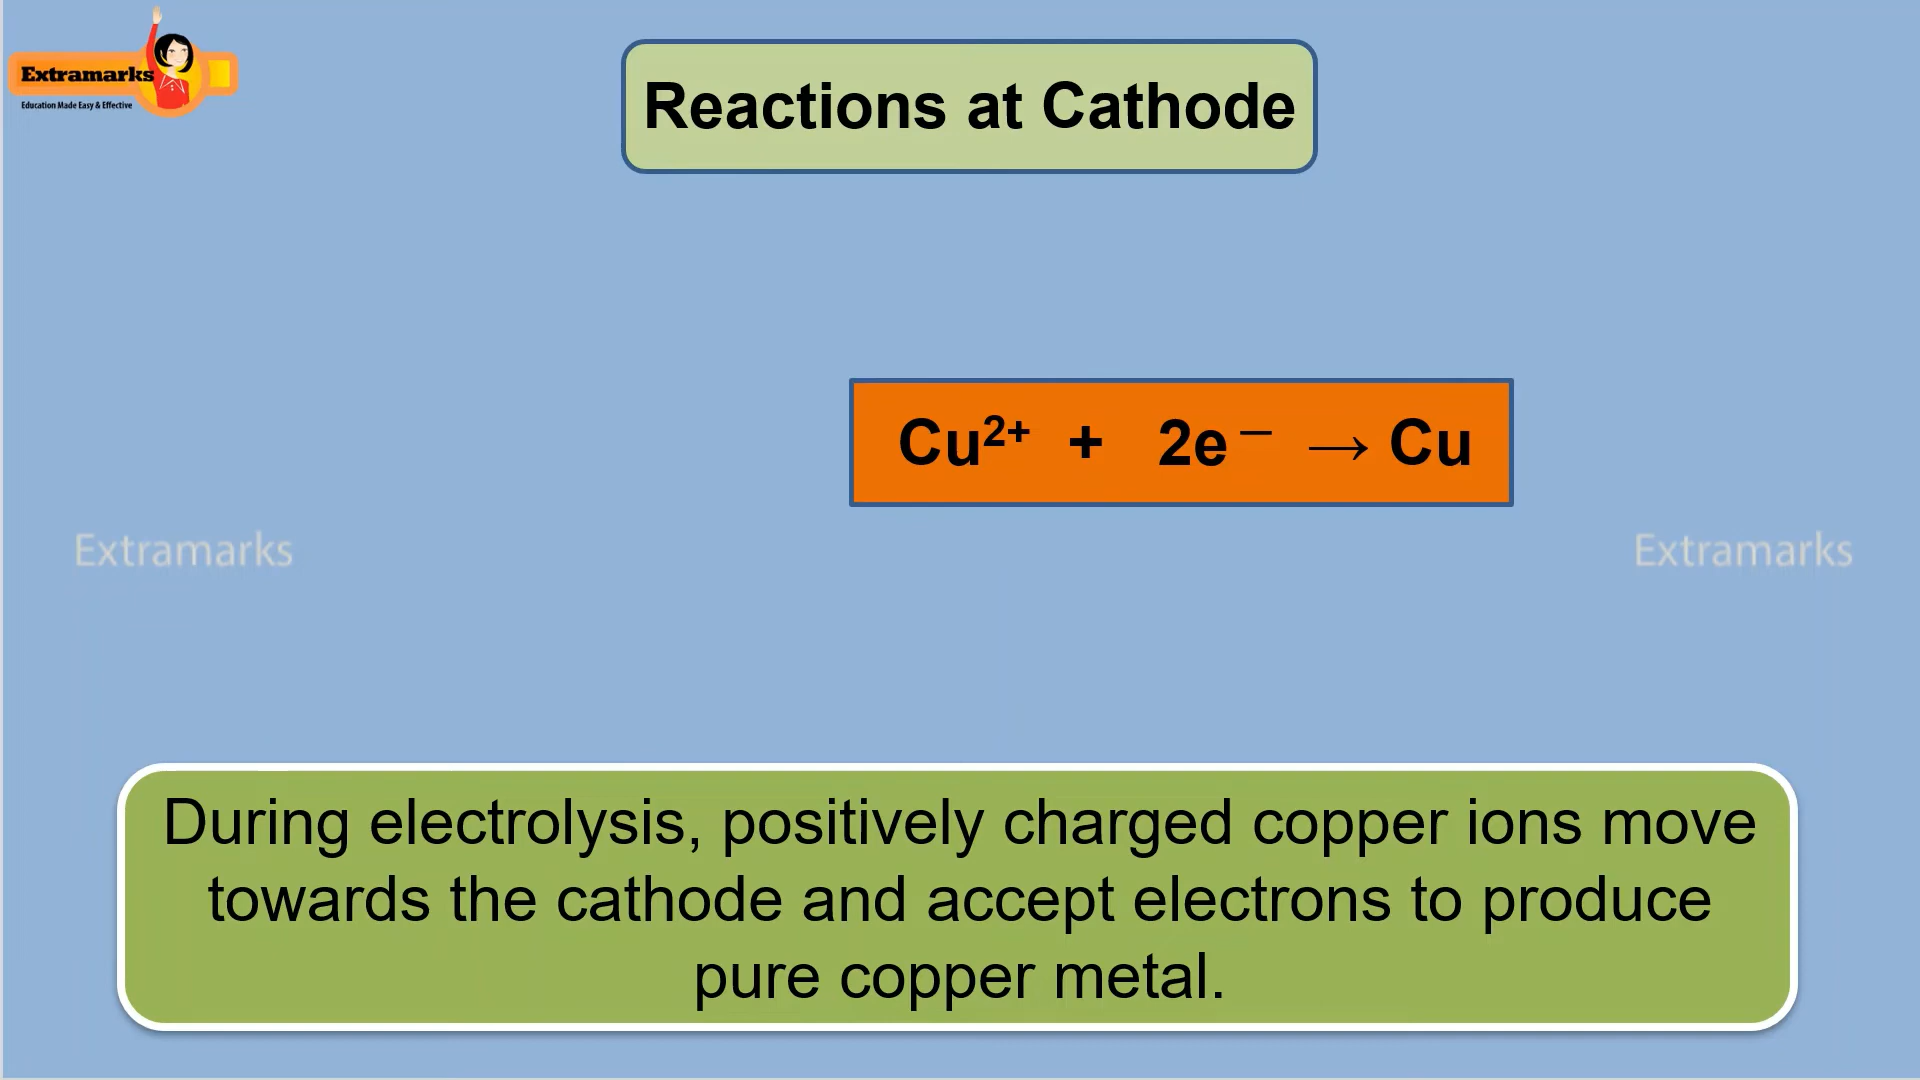 Extramarks
Education Made Easy & Effective
Reactions at Cathode
Cu²⁺ + 2e⁻ → Cu
Extramarks
Extramarks
During electrolysis, positively charged copper ions move
towards the cathode and accept electrons to produce
pure copper metal.